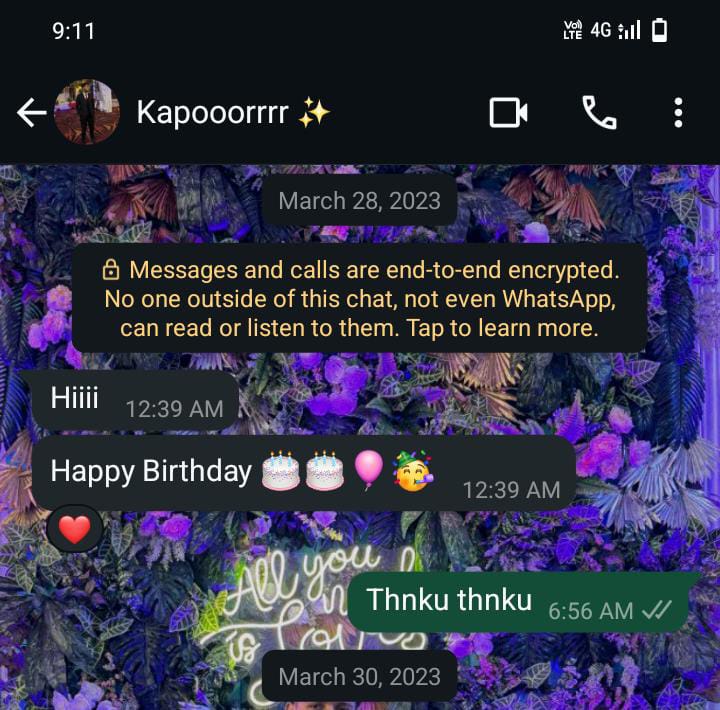 9:11
Vo) LTE 4G
Kapooorrrr ✨
March 28, 2023
Messages and calls are end-to-end encrypted.
No one outside of this chat, not even WhatsApp,
can read or listen to them. Tap to learn more.
Hiiii 12:39 AM
Happy Birthday 🎂🎂🎈🥳 12:39 AM
❤️
All you
is Love
Thnku thnku 6:56 AM
March 30, 2023